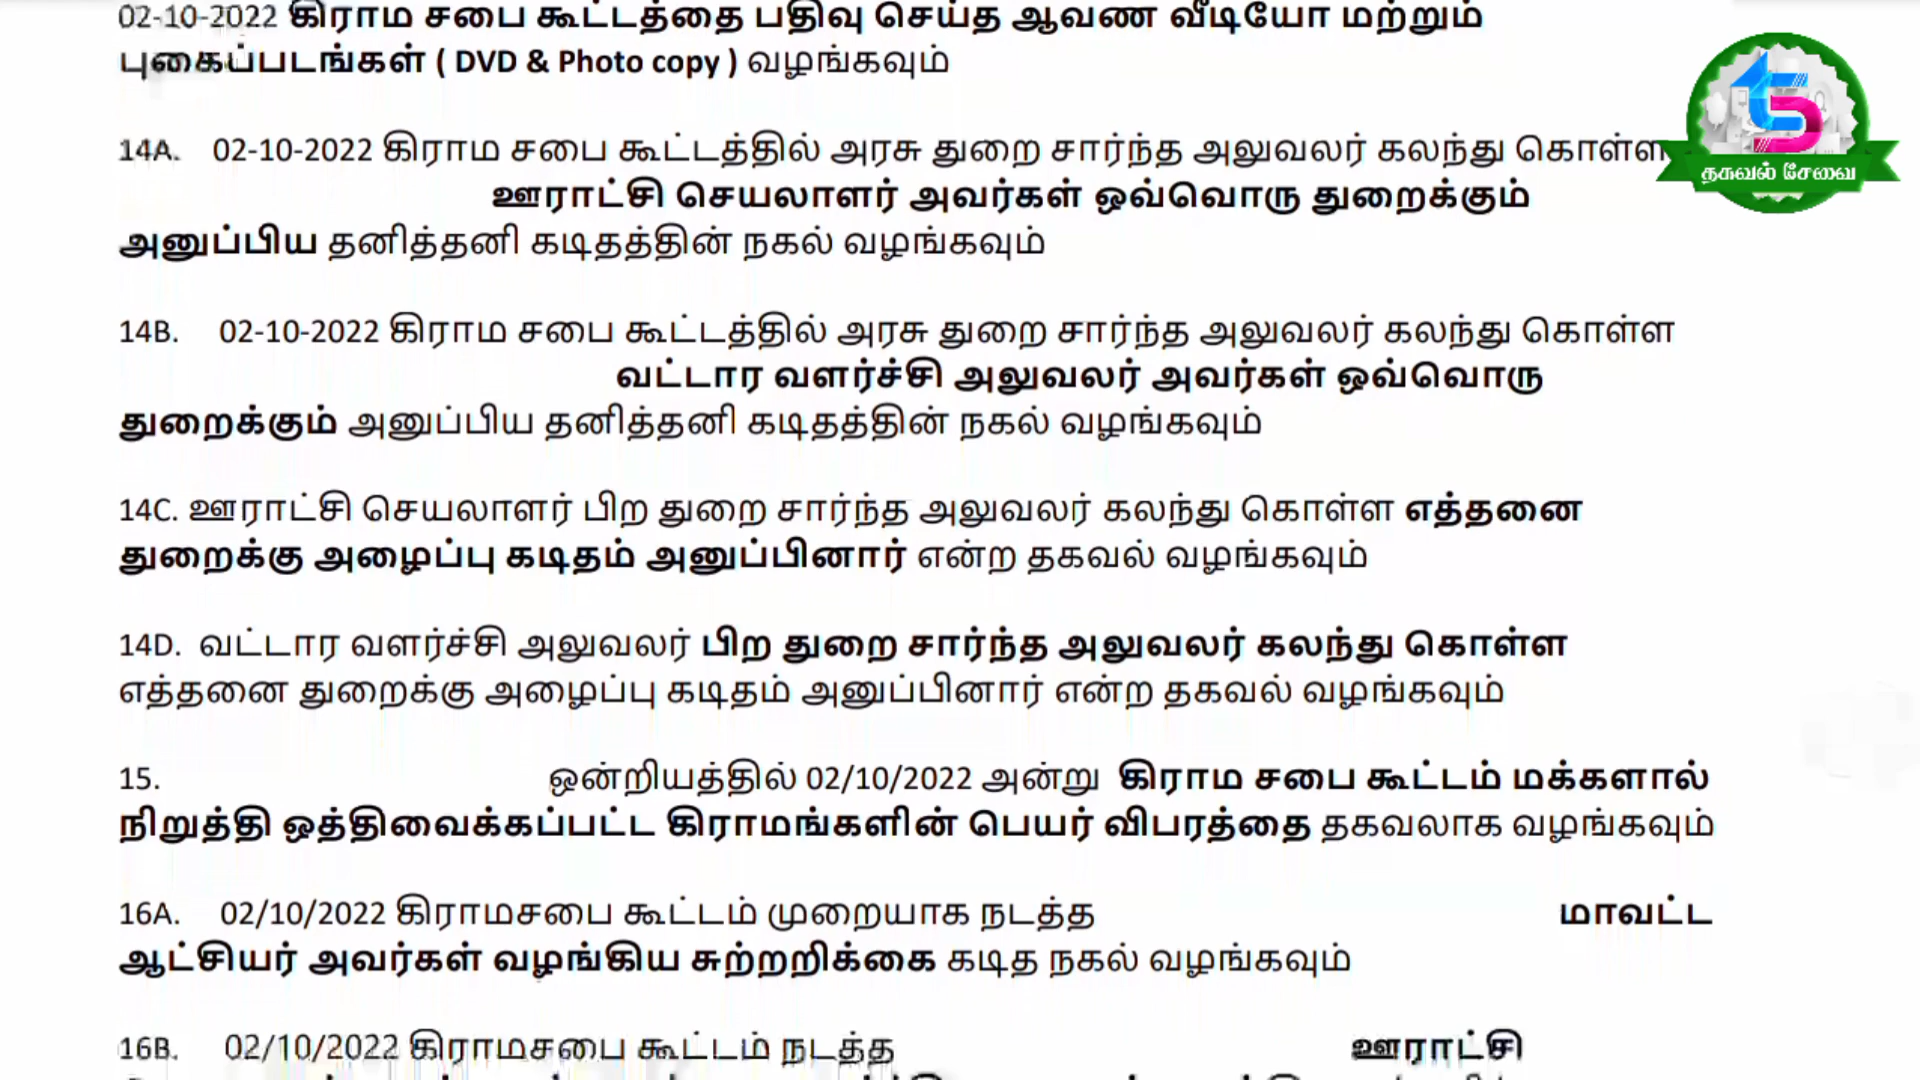 02-10-2022 கிராம சபை கூட்டத்தை பதிவு செய்த ஆவண வீடியோ மற்றும்
புகைப்படங்கள் ( DVD & Photo copy ) வழங்கவும்
14A. 02-10-2022 கிராம சபை கூட்டத்தில் அரசு துறை சார்ந்த அலுவலர் கலந்து கொள்ள
ஊராட்சி செயலாளர் அவர்கள் ஒவ்வொரு துறைக்கும்
அனுப்பிய தனித்தனி கடிதத்தின் நகல் வழங்கவும்
14B. 02-10-2022 கிராம சபை கூட்டத்தில் அரசு துறை சார்ந்த அலுவலர் கலந்து கொள்ள
வட்டார வளர்ச்சி அலுவலர் அவர்கள் ஒவ்வொரு
துறைக்கும் அனுப்பிய தனித்தனி கடிதத்தின் நகல் வழங்கவும்
14C. ஊராட்சி செயலாளர் பிற துறை சார்ந்த அலுவலர் கலந்து கொள்ள எத்தனை
துறைக்கு அழைப்பு கடிதம் அனுப்பினார் என்ற தகவல் வழங்கவும்
14D. வட்டார வளர்ச்சி அலுவலர் பிற துறை சார்ந்த அலுவலர் கலந்து கொள்ள
எத்தனை துறைக்கு அழைப்பு கடிதம் அனுப்பினார் என்ற தகவல் வழங்கவும்
15. ஒன்றியத்தில் 02/10/2022 அன்று கிராம சபை கூட்டம் மக்களால்
நிறுத்தி ஒத்திவைக்கப்பட்ட கிராமங்களின் பெயர் விபரத்தை தகவலாக வழங்கவும்
16A. 02/10/2022 கிராமசபை கூட்டம் முறையாக நடத்த மாவட்ட
ஆட்சியர் அவர்கள் வழங்கிய சுற்றறிக்கை கடித நகல் வழங்கவும்
16B. 02/10/2022 கிராமசபை கூட்டம் நடத்த ஊராட்சி
தகவல் சேவை